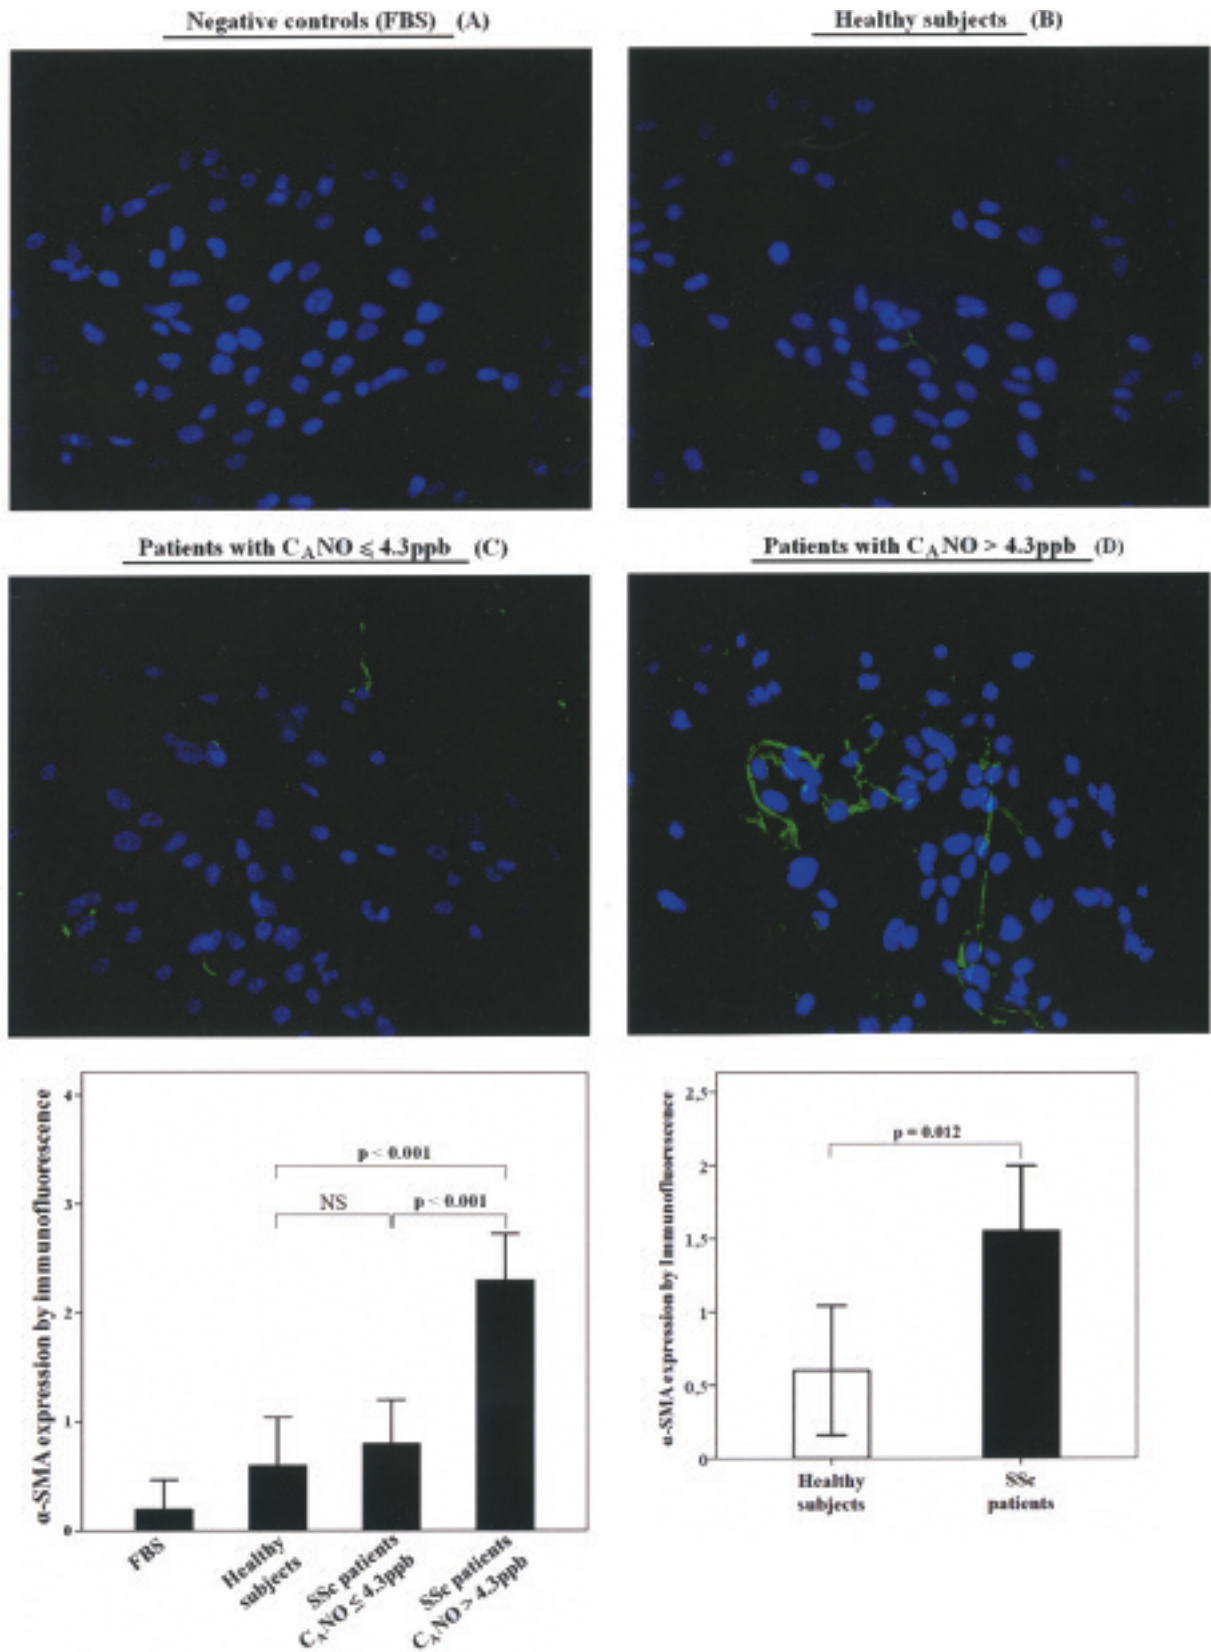 Negative controls (FBS) (A)
Healthy subjects (B)
Patients with CANO ⩽ 4.3ppb (C)
Patients with CANO > 4.3ppb (D)
α-SMA expression by immunofluorescence
4
3
2
1
0
p < 0.001
NS
p < 0.001
FBS
Healthy
subjects
SSc patients
CANO ≤ 4.3ppb
SSc patients
CANO > 4.3ppb
α-SMA expression by Immunofluorescence
2,5
2
1,5
1
0,5
0
p = 0.012
Healthy
subjects
SSc
patients